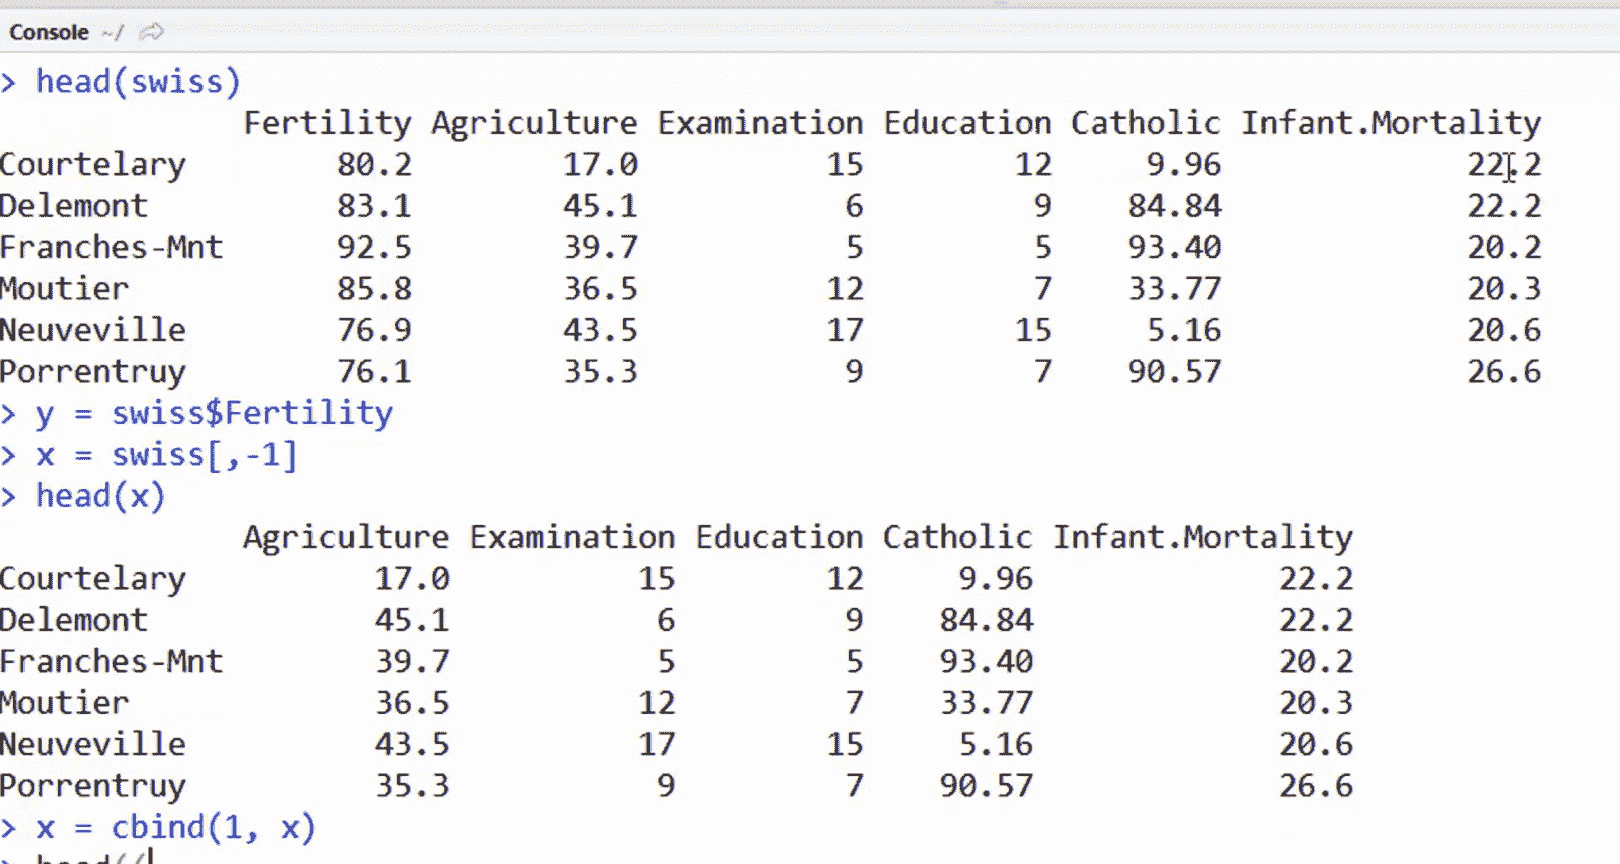 Console ~/
> head(swiss)
Fertility Agriculture Examination Education Catholic Infant.Mortality
Courtelary 80.2 17.0 15 12 9.96 22.2
Delemont 83.1 45.1 6 9 84.84 22.2
Franches-Mnt 92.5 39.7 5 5 93.40 20.2
Moutier 85.8 36.5 12 7 33.77 20.3
Neuveville 76.9 43.5 17 15 5.16 20.6
Porrentruy 76.1 35.3 9 7 90.57 26.6
> y = swiss$Fertility
> x = swiss[,-1]
> head(x)
Agriculture Examination Education Catholic Infant.Mortality
Courtelary 17.0 15 12 9.96 22.2
Delemont 45.1 6 9 84.84 22.2
Franches-Mnt 39.7 5 5 93.40 20.2
Moutier 36.5 12 7 33.77 20.3
Neuveville 43.5 17 15 5.16 20.6
Porrentruy 35.3 9 7 90.57 26.6
> x = cbind(1, x)
> head((